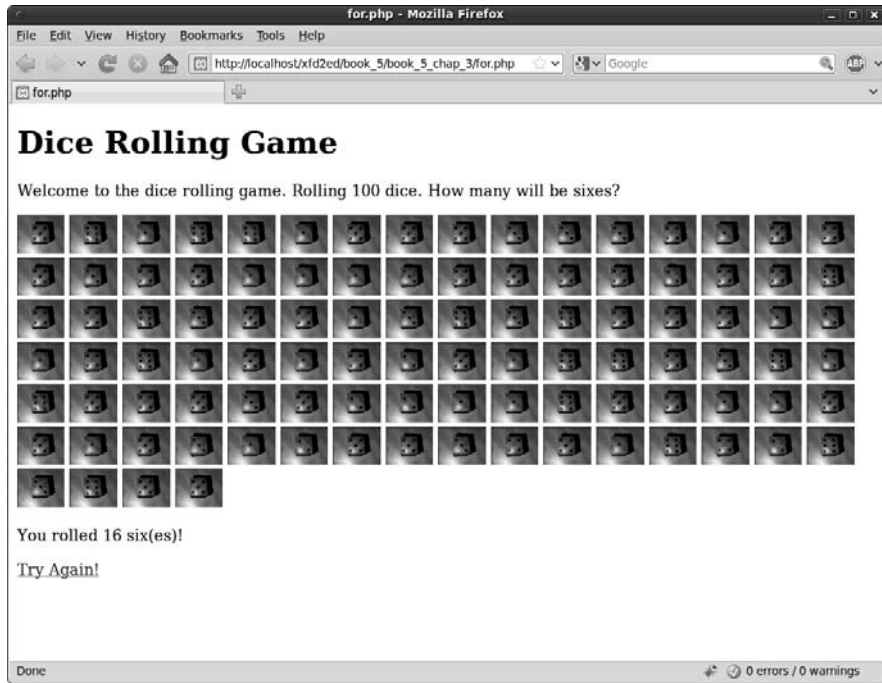 for.php - Mozilla Firefox
File Edit View History Bookmarks Tools Help
http://localhost/xfd2ed/book_5/book_5_chap_3/for.php
Google
ABP
for.php
Dice Rolling Game
Welcome to the dice rolling game. Rolling 100 dice. How many will be sixes?
You rolled 16 six(es)!
Try Again!
Done
0 errors / 0 warnings